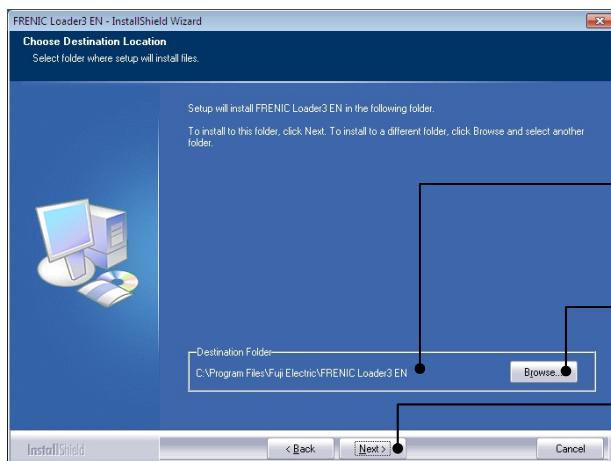 FRENIC Loader3 EN - InstallShield Wizard
Choose Destination Location
Select folder where setup will install files.
Setup will install FRENIC Loader3 EN in the following folder.
To install to this folder, click Next. To install to a different folder, click Browse and select another
folder.
Destination Folder
C:\Program Files\Fuji Electric\FRENIC Loader3 EN
Browse...
InstallShield
< Back
Next >
Cancel